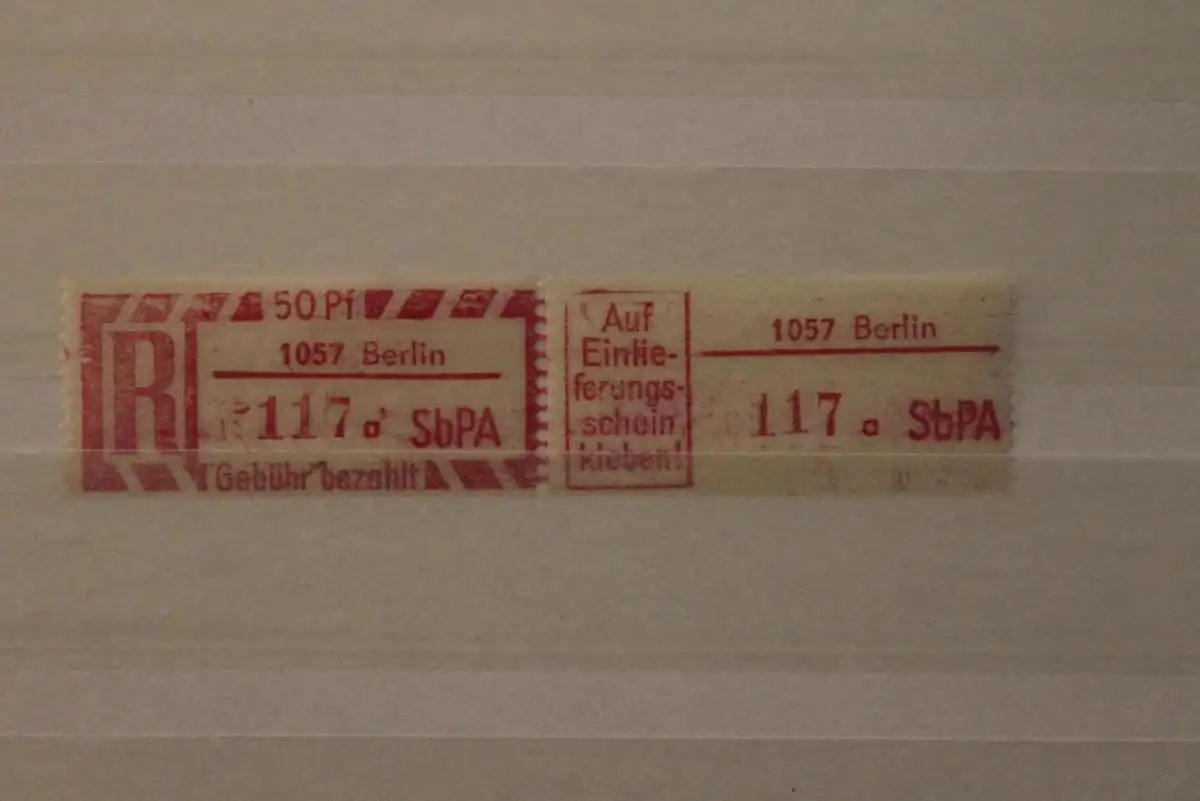 50 Pf
R
1057 Berlin
117 a SbPA
Gebühr bezahlt
Auf
Einlie-
ferungs-
schein
kleben!
1057 Berlin
117 a SbPA